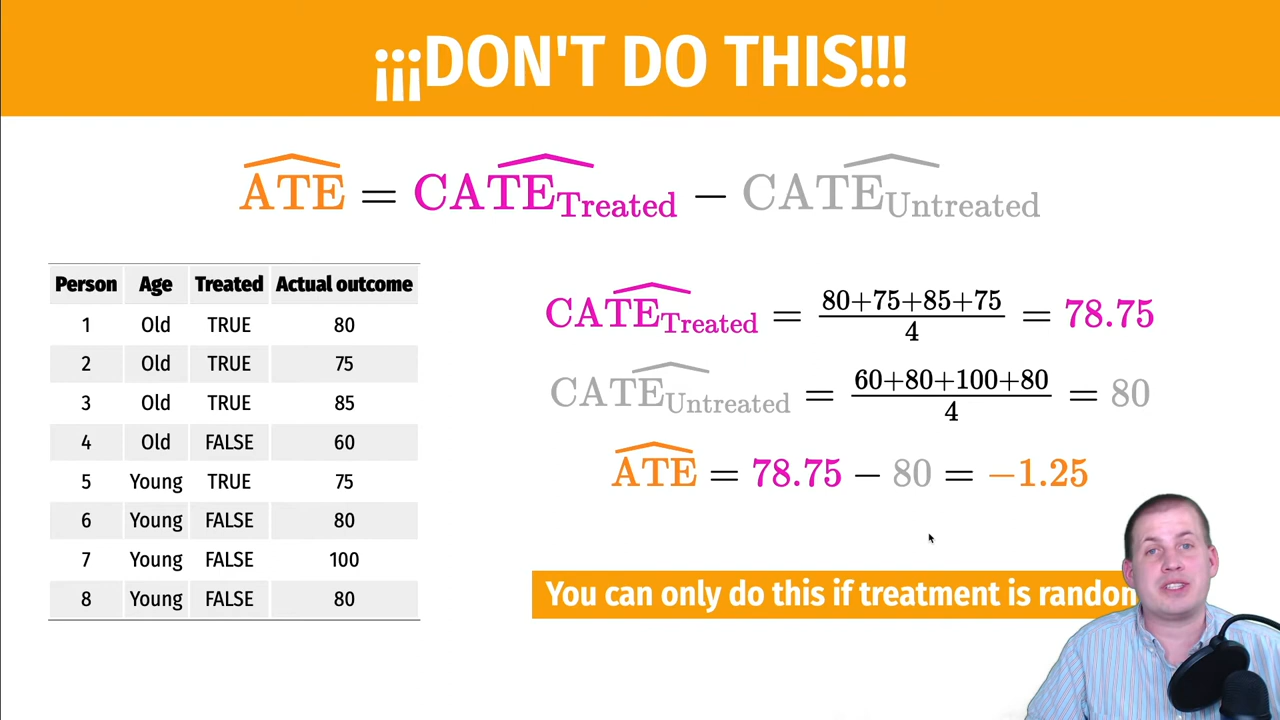 ¡¡¡DON'T DO THIS!!!
ATE = CATE_Treated − CATE_Untreated
Person Age Treated Actual outcome
1 Old TRUE 80
2 Old TRUE 75
3 Old TRUE 85
4 Old FALSE 60
5 Young TRUE 75
6 Young FALSE 80
7 Young FALSE 100
8 Young FALSE 80
CATE_Treated = 80+75+85+75 / 4 = 78.75
CATE_Untreated = 60+80+100+80 / 4 = 80
ATE = 78.75 − 80 = −1.25
You can only do this if treatment is